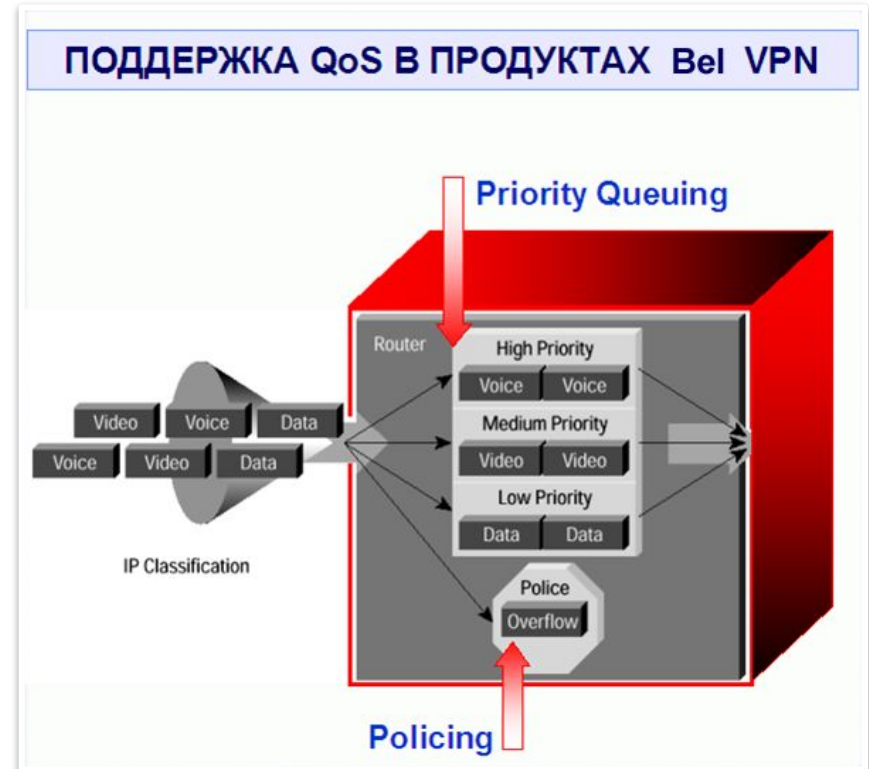 ПОДДЕРЖКА QoS В ПРОДУКТАХ Bel VPN
Priority Queuing
Router
High Priority
Voice Voice
Medium Priority
Video Video
Low Priority
Data Data
Video Voice Data
Voice Video Data
IP Classification
Police
Overflow
Policing